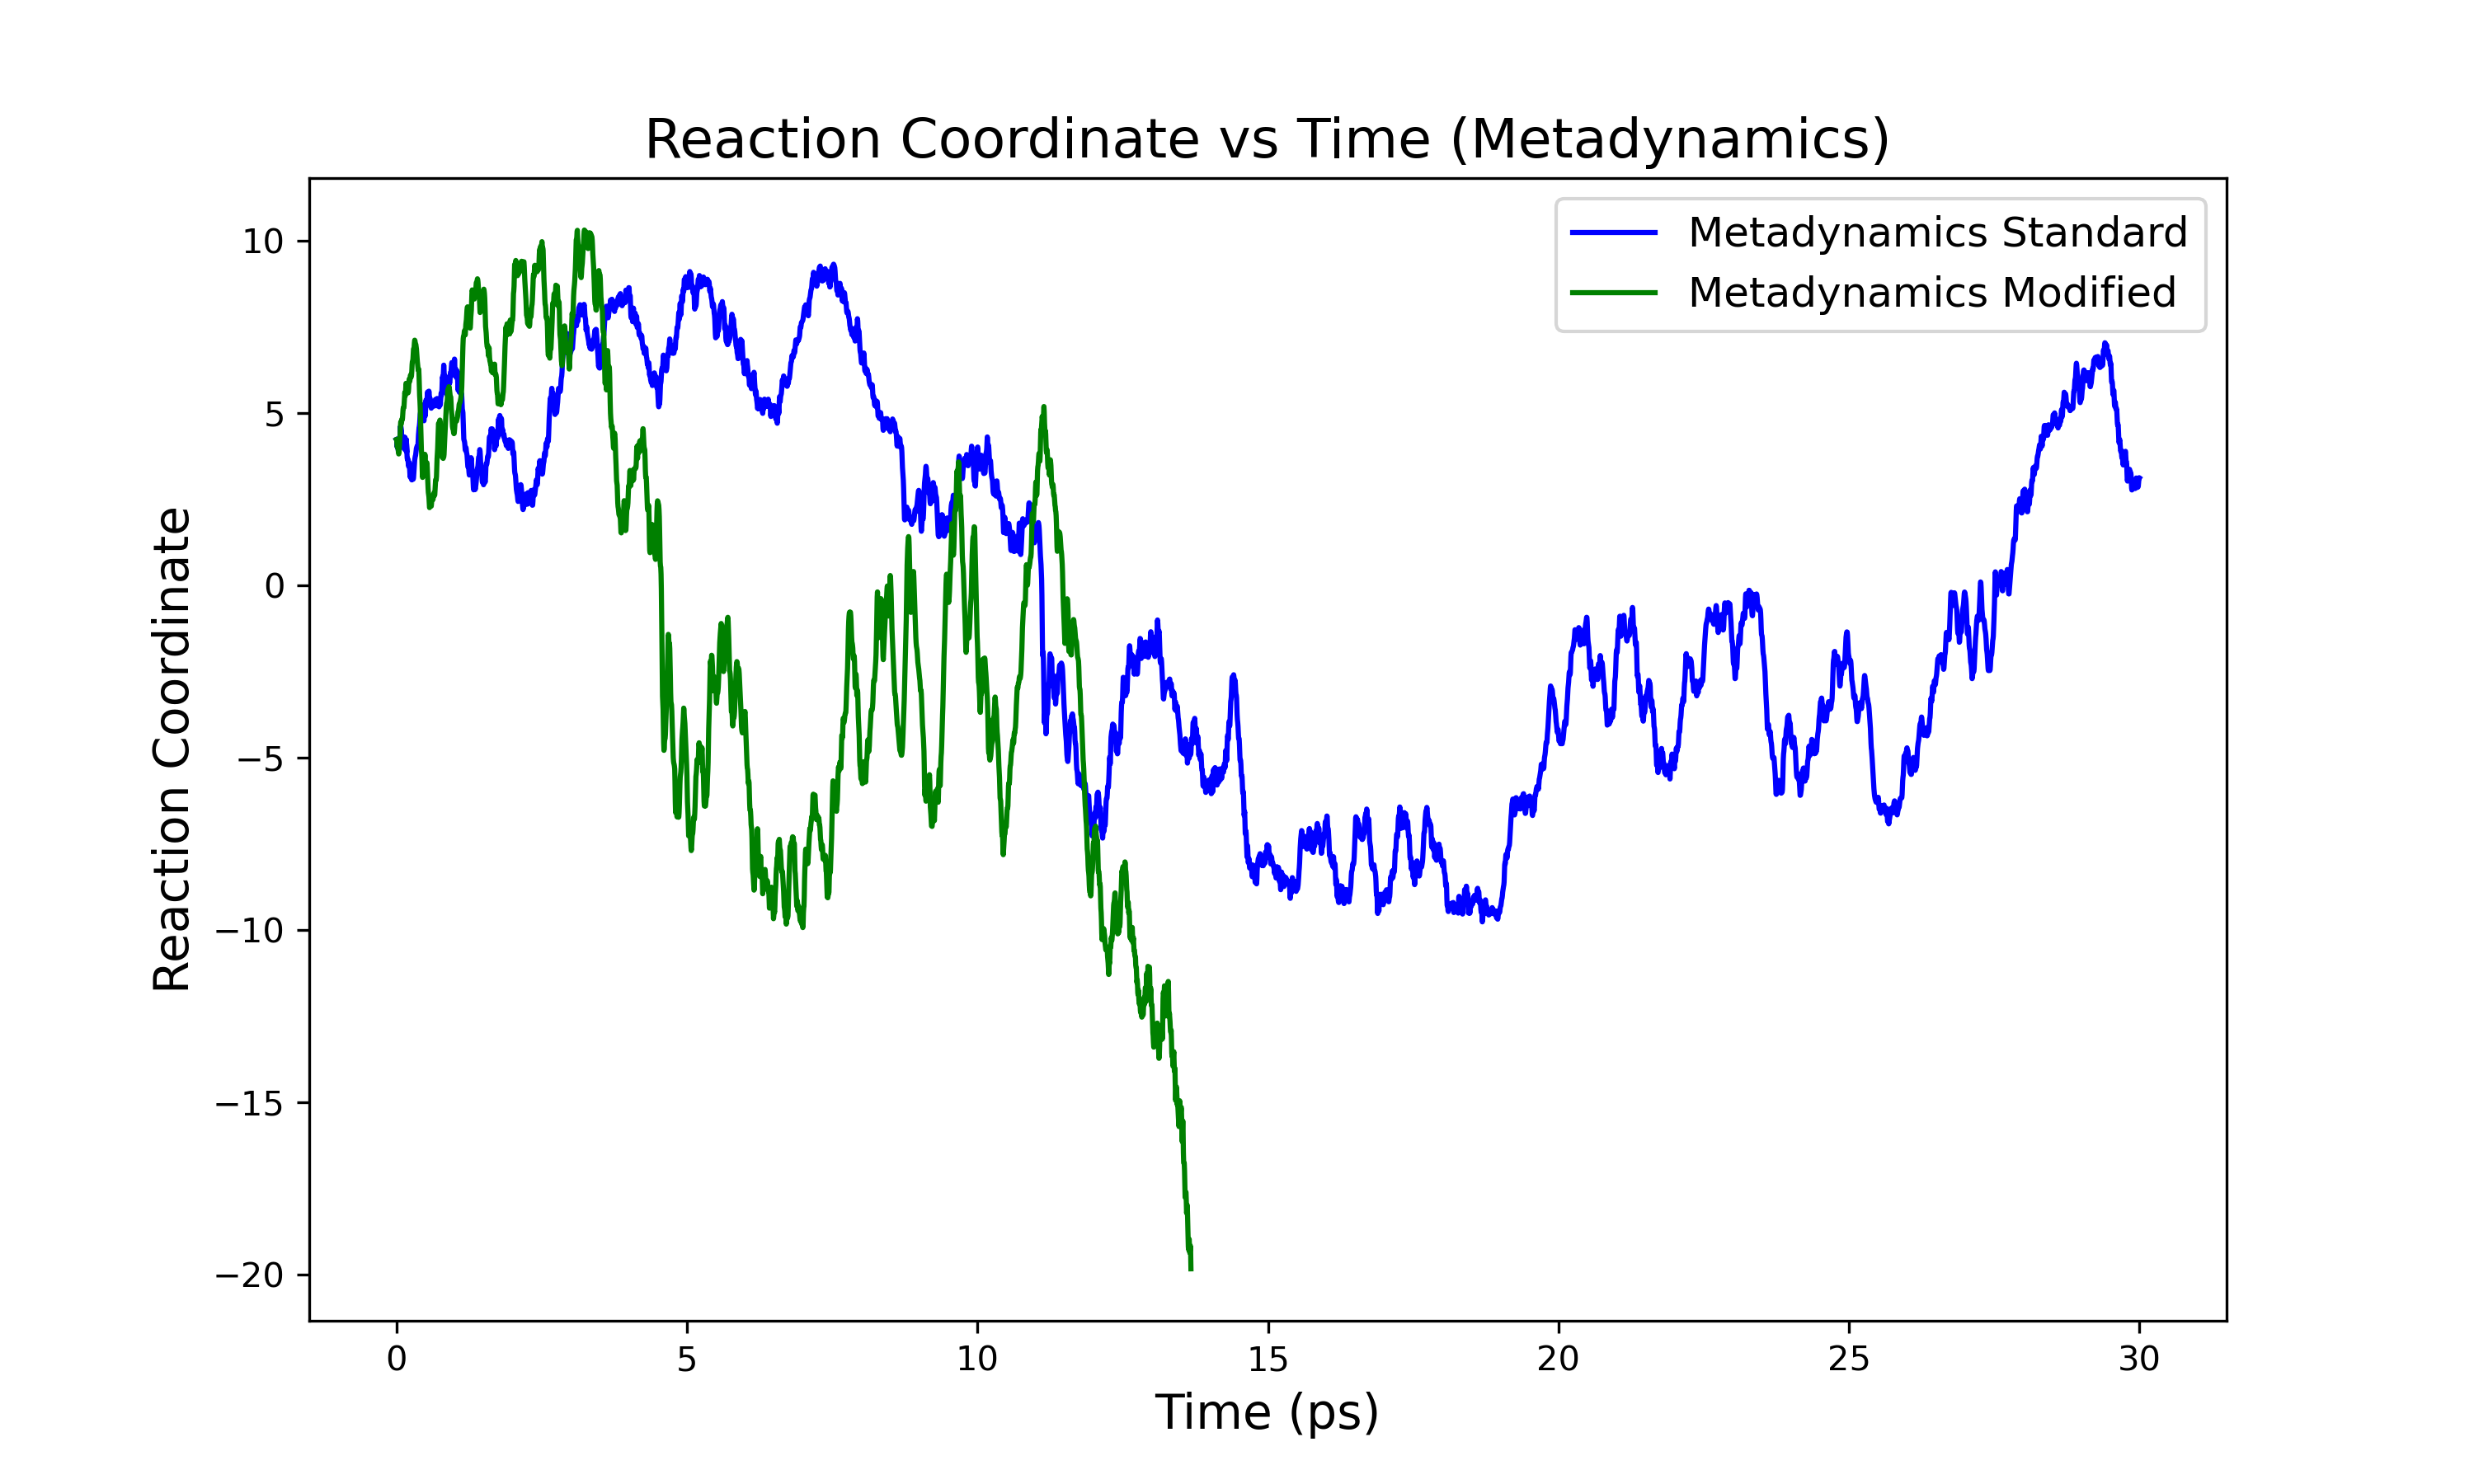 Reaction Coordinate vs Time (Metadynamics)
Metadynamics Standard
Metadynamics Modified
Reaction Coordinate
10
5
0
−5
−10
−15
−20
0 5 10 15 20 25 30
Time (ps)